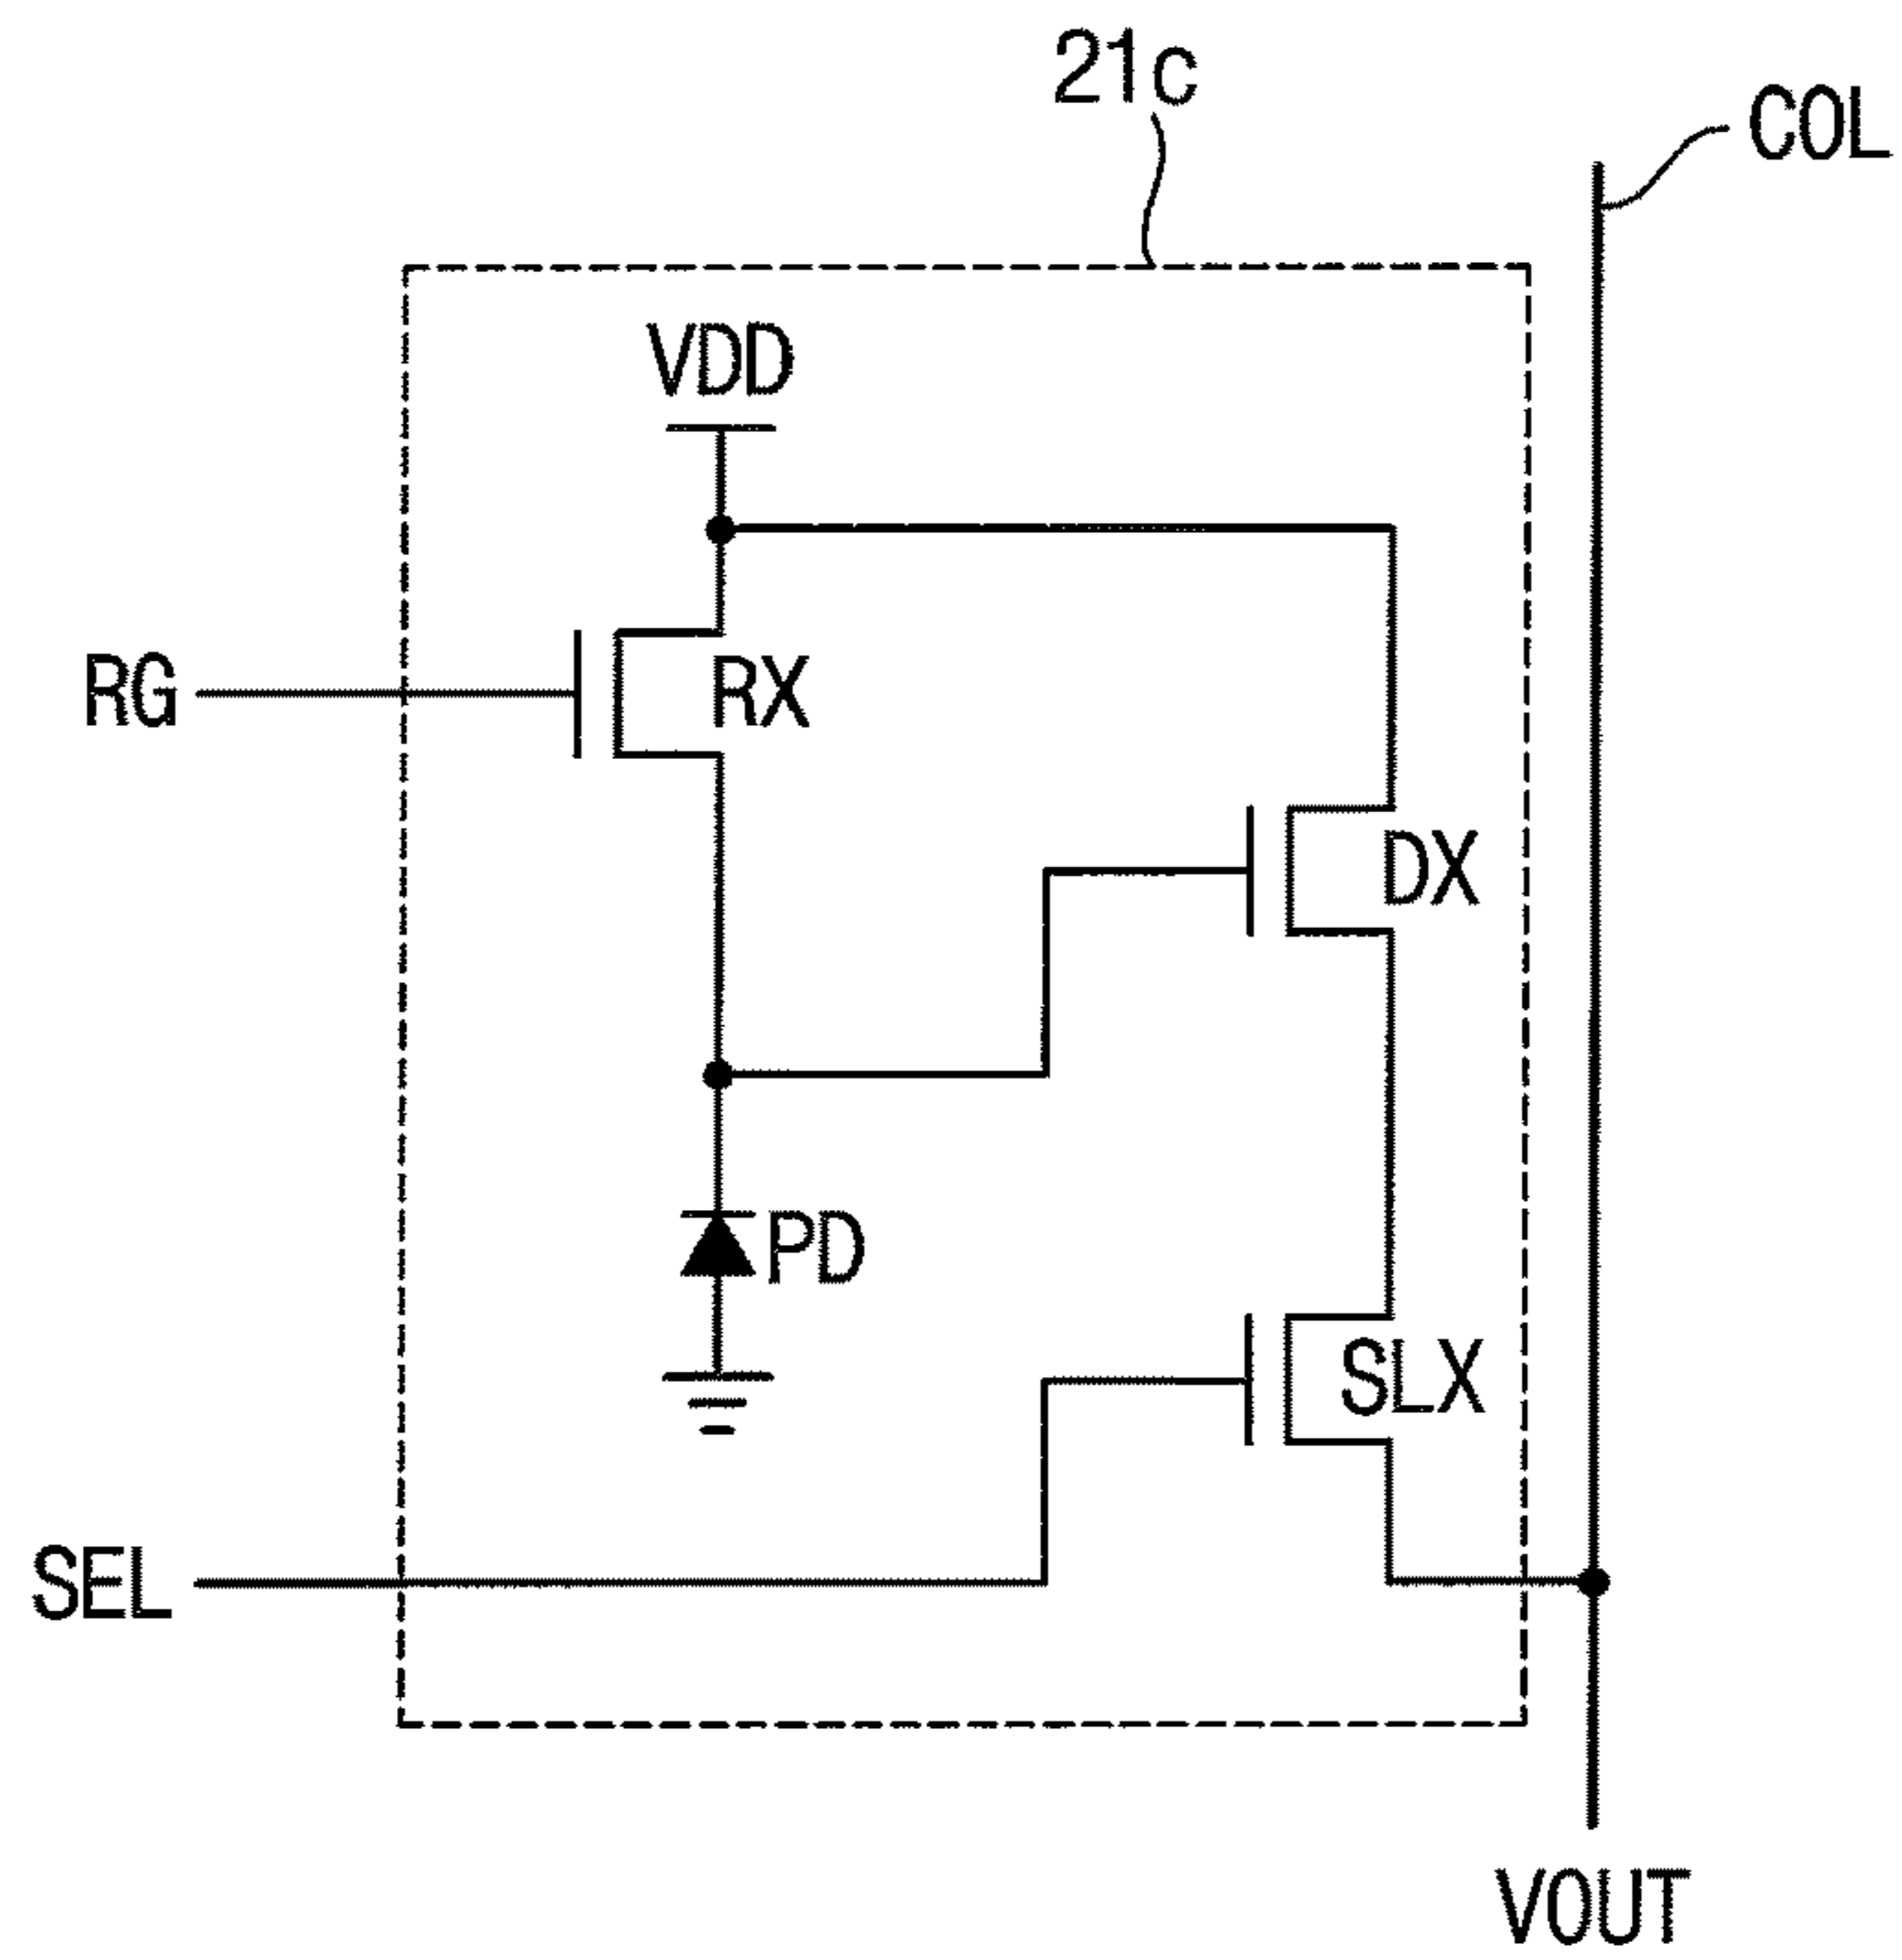 21c
COL
VDD
RG
RX
DX
PD
SLX
SEL
VOUT